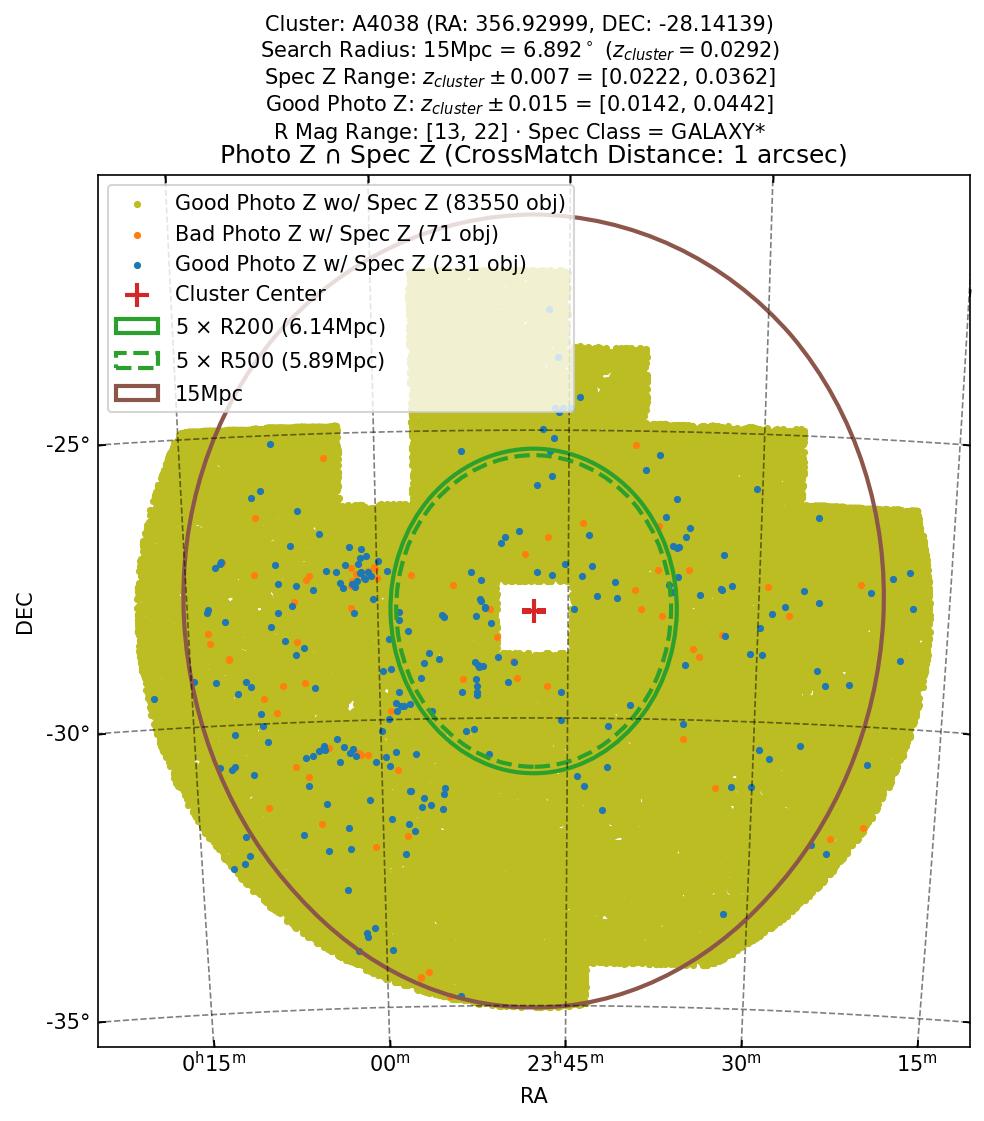 Cluster: A4038 (RA: 356.92999, DEC: -28.14139)
Search Radius: 15Mpc = 6.892° (z_cluster = 0.0292)
Spec Z Range: z_cluster ± 0.007 = [0.0222, 0.0362]
Good Photo Z: z_cluster ± 0.015 = [0.0142, 0.0442]
R Mag Range: [13, 22] · Spec Class = GALAXY*
Photo Z ∩ Spec Z (CrossMatch Distance: 1 arcsec)
Good Photo Z wo/ Spec Z (83550 obj)
Bad Photo Z w/ Spec Z (71 obj)
Good Photo Z w/ Spec Z (231 obj)
Cluster Center
5 × R200 (6.14Mpc)
5 × R500 (5.89Mpc)
15Mpc
-25°
-30°
-35°
DEC
0ʰ15ᵐ 00ᵐ 23ʰ45ᵐ 30ᵐ 15ᵐ
RA